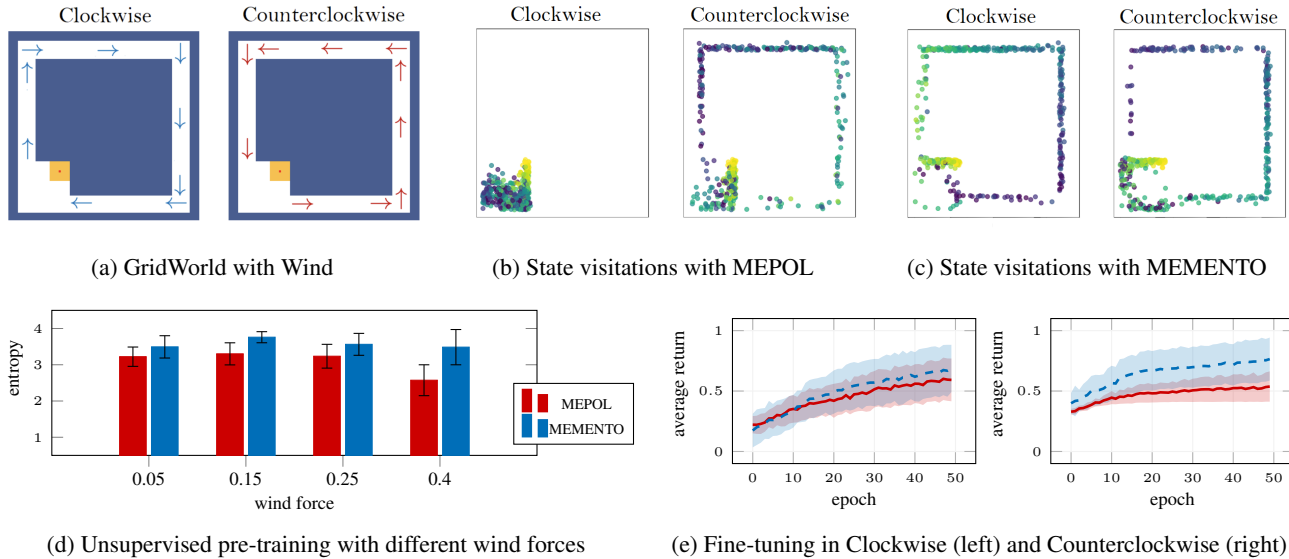 Clockwise
Counterclockwise
(a) GridWorld with Wind
Clockwise
Counterclockwise
(b) State visitations with MEPOL
Clockwise
Counterclockwise
(c) State visitations with MEMENTO
entropy
4
3
2
1
0.05 0.15 0.25 0.4
wind force
MEPOL
MEMENTO
(d) Unsupervised pre-training with different wind forces
average return
1
0.5
0
0 10 20 30 40 50
epoch
average return
1
0.5
0
0 10 20 30 40 50
epoch
(e) Fine-tuning in Clockwise (left) and Counterclockwise (right)